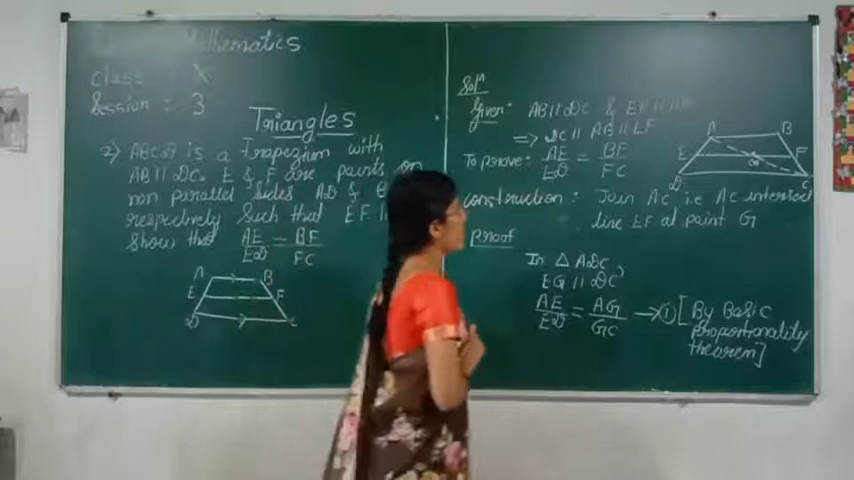 Mathematics
class : X
Session : 3
Triangles
2) ABCD is a Trapezium with
AB || DC. E & F are points on
non parallel sides AD & B
respectively such that EF ||
show that AE/ED = BF/FC
A B
E F
D C
Solⁿ
Given: AB || DC & EF ||
⇒ DC || AB || EF
To prove: AE/ED = BF/FC
A B
E G F
D C
construction : Join AC i.e AC intersect
line EF at point G
Proof
In △ ADC
EG || DC
AE/ED = AG/GC → ① [By Basic
proportionality
theorem]